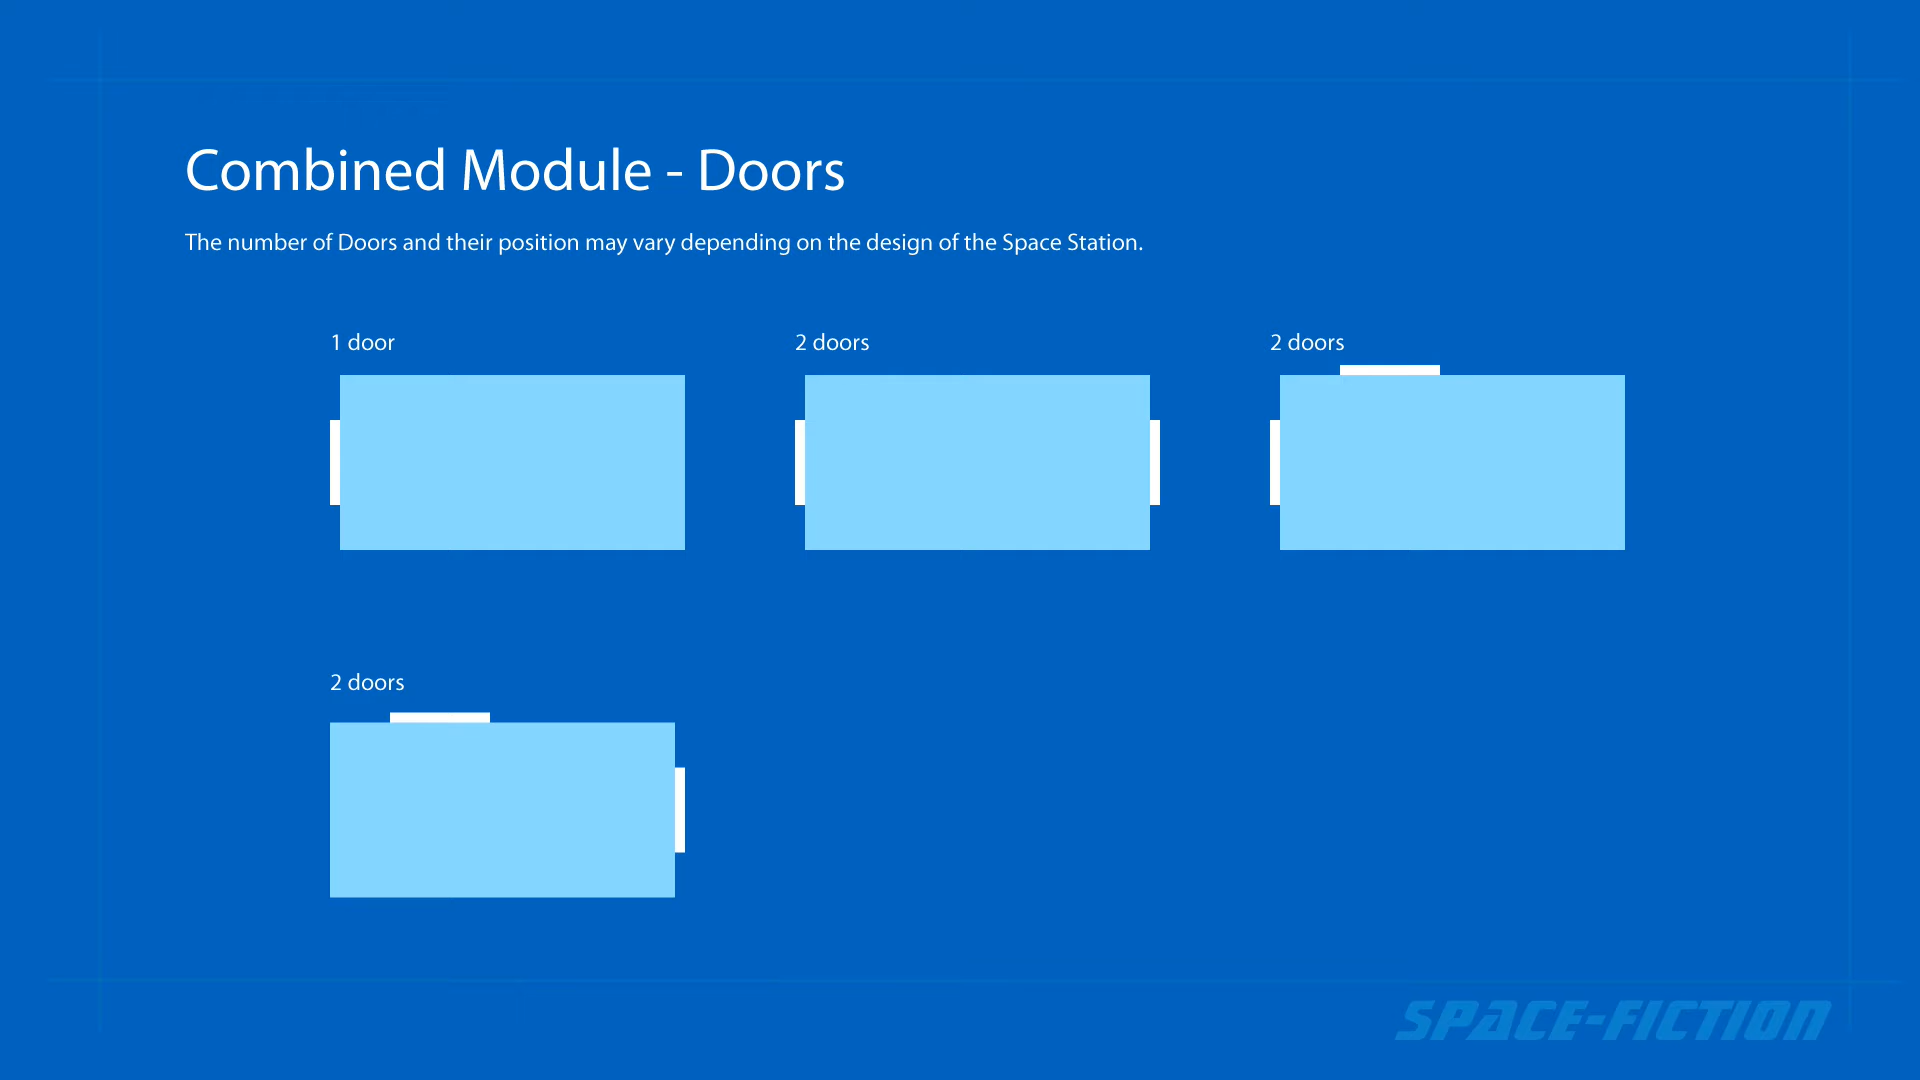 Combined Module - Doors
The number of Doors and their position may vary depending on the design of the Space Station.
1 door
2 doors
2 doors
2 doors
SPACE-FICTION